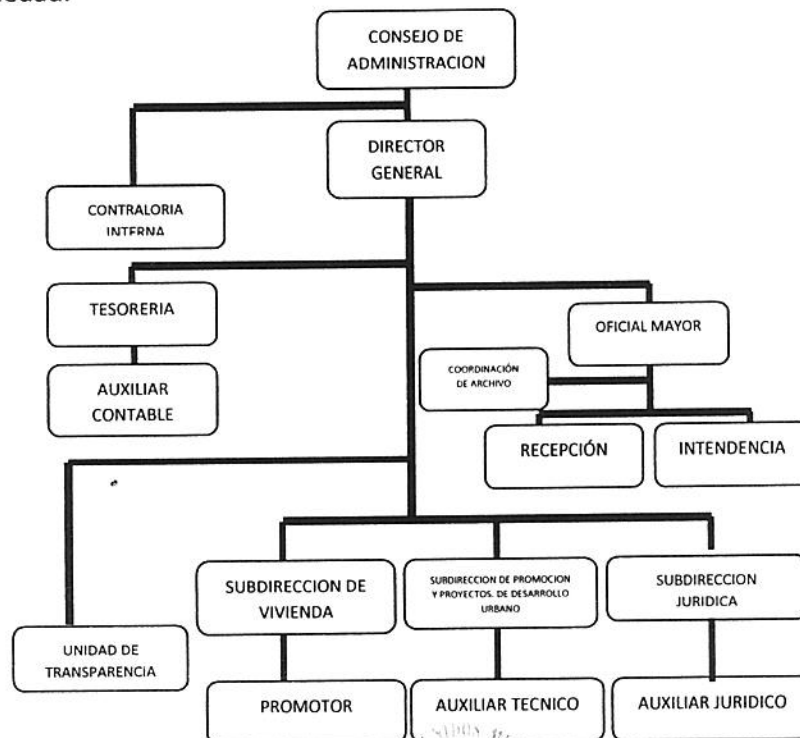 CONSEJO DE
ADMINISTRACION
DIRECTOR
GENERAL
CONTRALORIA
INTERNA
TESORERIA
OFICIAL MAYOR
COORDINACIÓN
DE ARCHIVO
AUXILIAR
CONTABLE
RECEPCIÓN
INTENDENCIA
SUBDIRECCION DE
VIVIENDA
SUBDIRECCION DE PROMOCION
Y PROYECTOS. DE DESARROLLO
URBANO
SUBDIRECCION
JURIDICA
UNIDAD DE
TRANSPARENCIA
PROMOTOR
AUXILIAR TECNICO
AUXILIAR JURIDICO